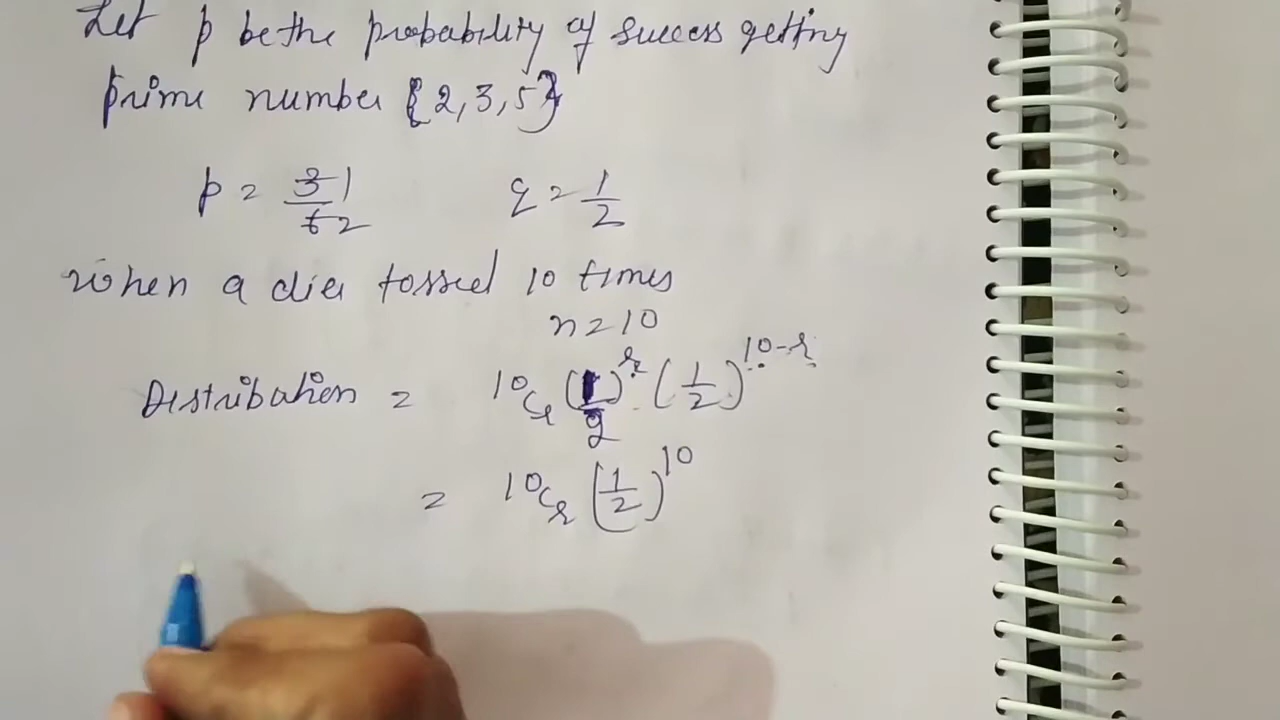 Let p be the probability of success getting
prime number {2,3,5}
p = 3/6 1/2 q = 1/2
When a die tossed 10 times
n = 10
Distribution = 10Cr (1/2)^r (1/2)^10-r
= 10Cr (1/2)^10